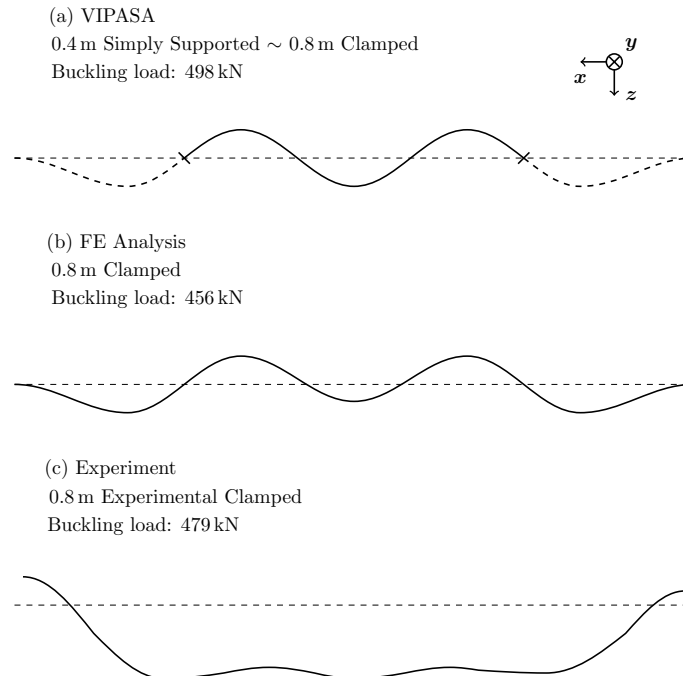 (a) VIPASA
0.4 m Simply Supported ∼ 0.8 m Clamped
Buckling load: 498 kN
y
x
z
(b) FE Analysis
0.8 m Clamped
Buckling load: 456 kN
(c) Experiment
0.8 m Experimental Clamped
Buckling load: 479 kN